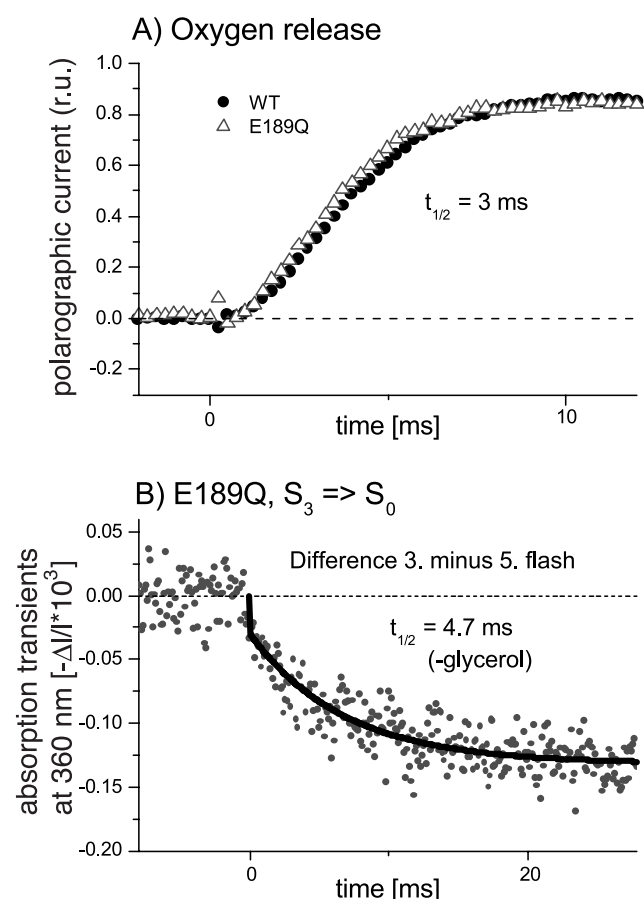 A) Oxygen release
polarographic current (r.u.)
1.0
0.8
0.6
0.4
0.2
0.0
-0.2
WT
E189Q
t1/2 = 3 ms
0
10
time [ms]
B) E189Q, S3 => S0
absorption transients
at 360 nm [-ΔI/I*10³]
0.05
0.00
-0.05
-0.10
-0.15
-0.20
Difference 3. minus 5. flash
t1/2 = 4.7 ms
(-glycerol)
0
20
time [ms]